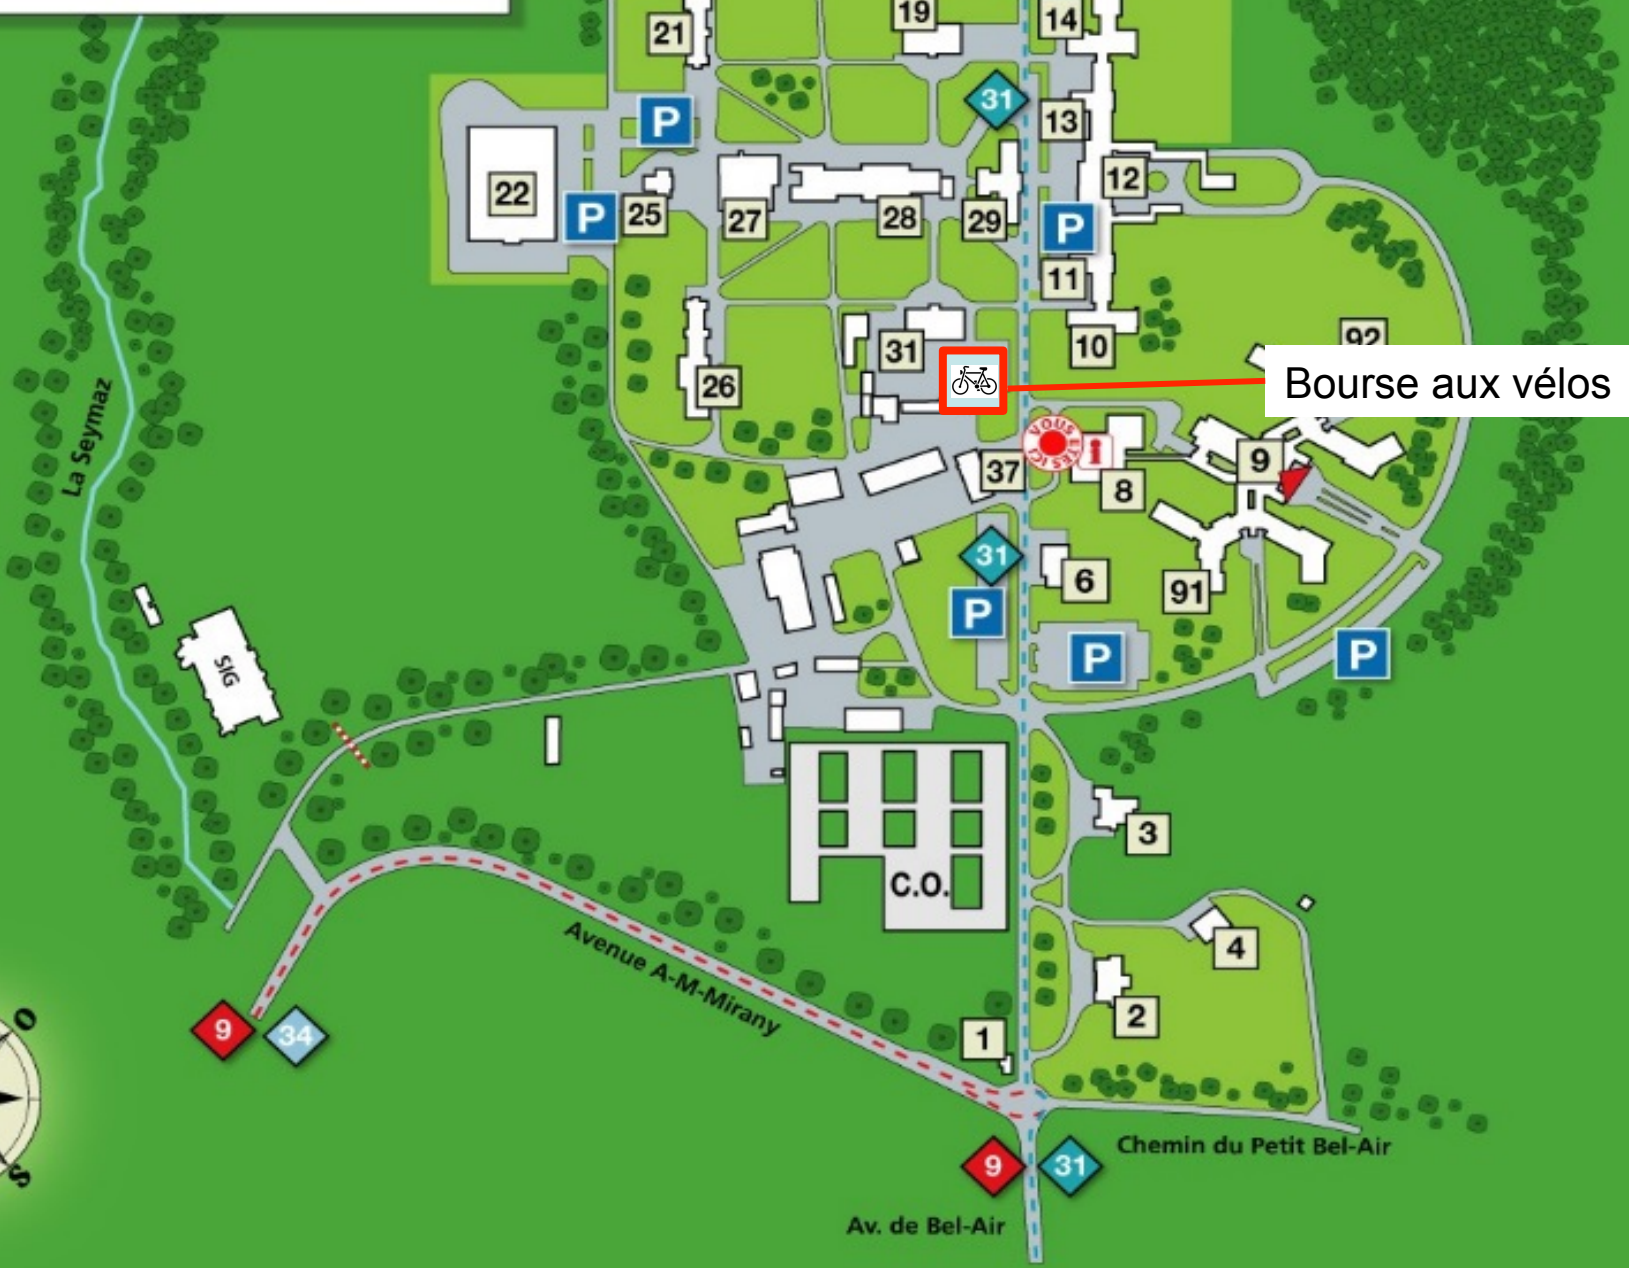 21
19
14
31
P
13
22
12
P
25
27
28
29
P
11
92
31
10
26
Bourse aux vélos
La Seymaz
VOUS ETES ICI
i
37
9
8
31
6
91
P
P
P
SIG
3
C.O.
4
Avenue A-M-Mirany
2
O
9
34
1
S
9
31
Chemin du Petit Bel-Air
Av. de Bel-Air